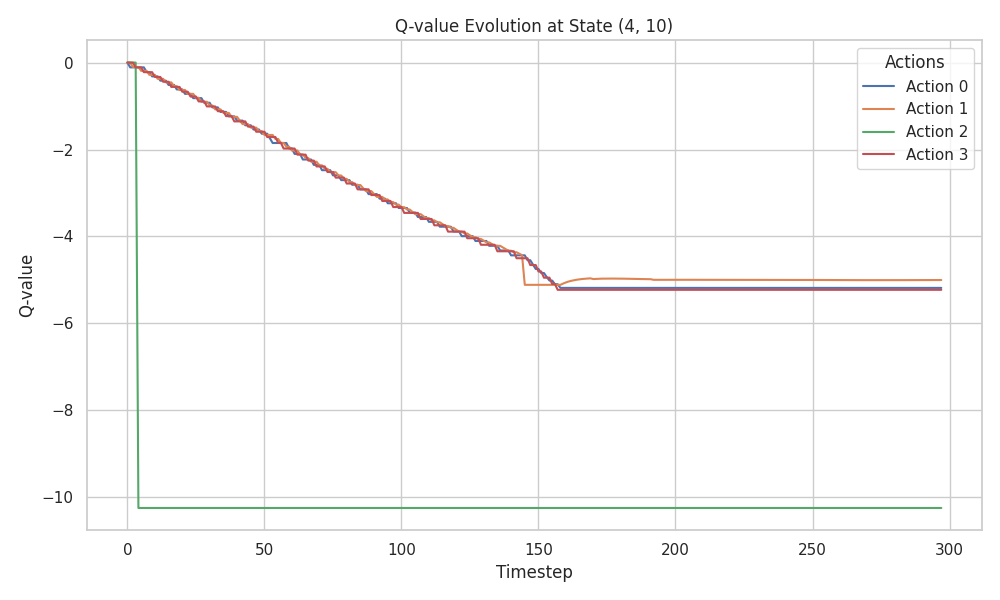 Q-value Evolution at State (4, 10)
Actions
Action 0
Action 1
Action 2
Action 3
Q-value
0
−2
−4
−6
−8
−10
0 50 100 150 200 250 300
Timestep